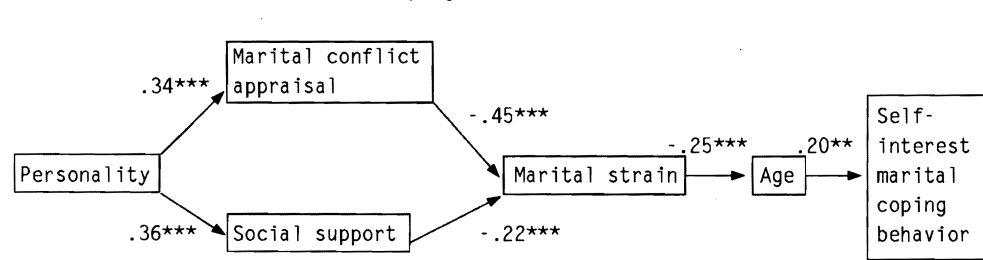 Marital conflict
appraisal
.34***
-.45***
Self-
interest
marital
coping
behavior
-.25***
.20**
Personality
Marital strain
Age
.36***
Social support
-.22***